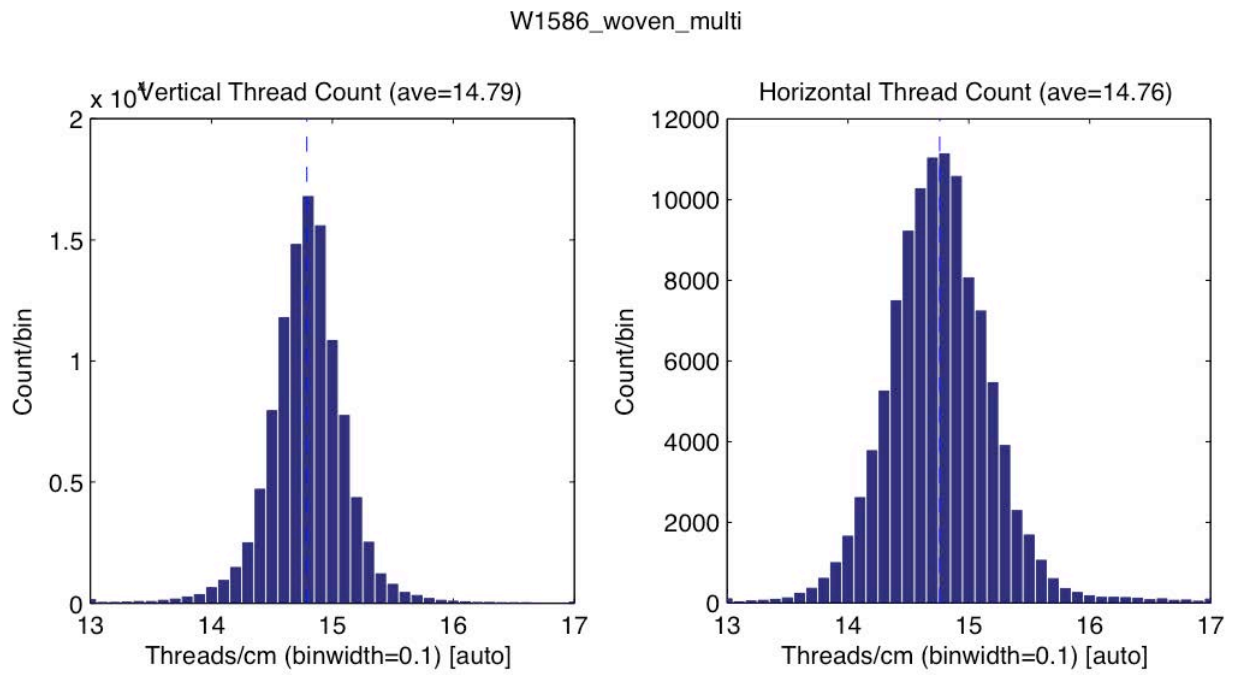 W1586_woven_multi
x 10⁴
Vertical Thread Count (ave=14.79)
2
1.5
1
0.5
0
13 14 15 16 17
Count/bin
Threads/cm (binwidth=0.1) [auto]
Horizontal Thread Count (ave=14.76)
12000
10000
8000
6000
4000
2000
0
13 14 15 16 17
Count/bin
Threads/cm (binwidth=0.1) [auto]